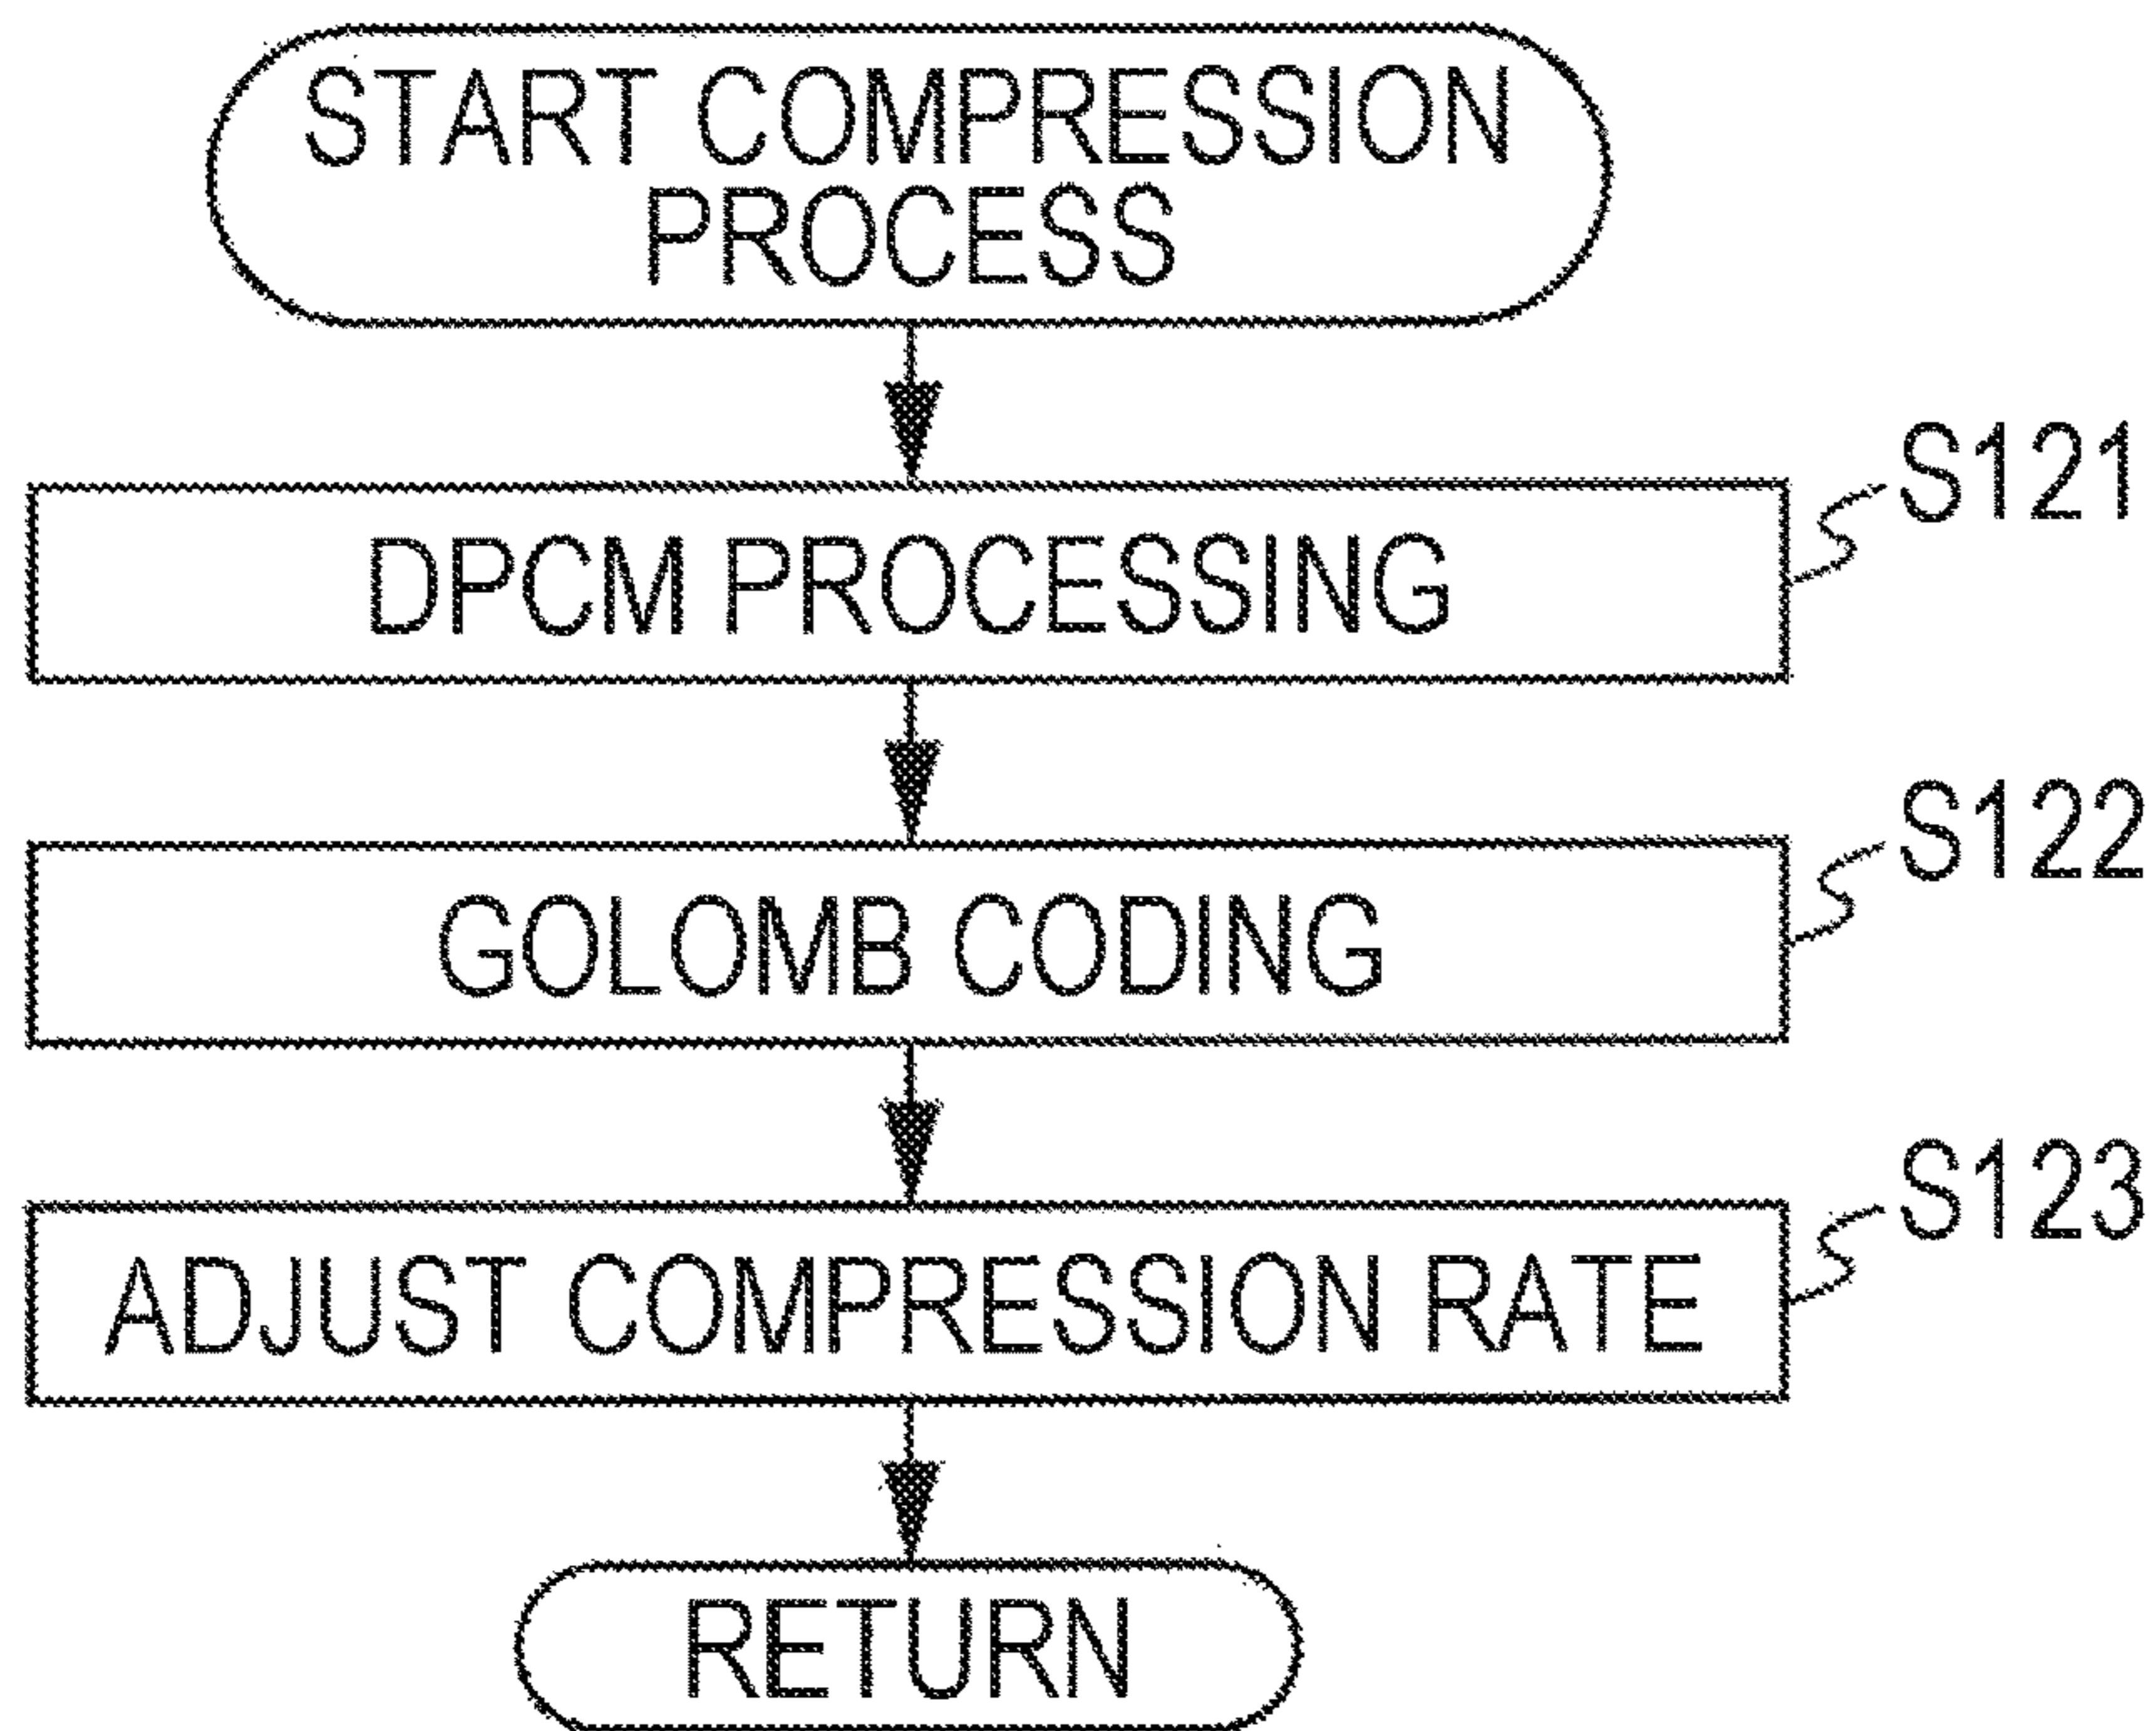 START COMPRESSION
PROCESS
S121
DPCM PROCESSING
S122
GOLOMB CODING
S123
ADJUST COMPRESSION RATE
RETURN